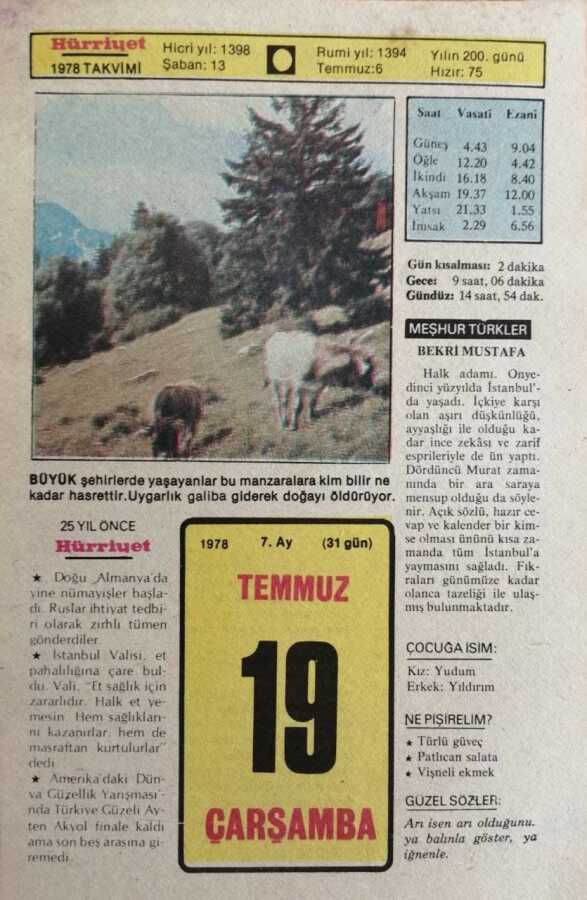 Hürriyet
1978 TAKVİMİ
Hicri yıl: 1398
Şaban: 13
Rumi yıl: 1394
Temmuz:6
Yılın 200. günü
Hızır: 75
Saat Vasati Ezani
Güneş 4.43 9.04
Öğle 12.20 4.42
İkindi 16.18 8.40
Akşam 19.37 12.00
Yatsı 21.33 1.55
İmsak 2.29 6.56
Gün kısalması: 2 dakika
Gece: 9 saat, 06 dakika
Gündüz: 14 saat, 54 dak.
BÜYÜK şehirlerde yaşayanlar bu manzaralara kim bilir ne
kadar hasrettir.Uygarlık galiba giderek doğayı öldürüyor.
25 YIL ÖNCE
Hürriyet
★ Doğu Almanya'da
yine nümayişler başla-
dı. Ruslar ihtiyat tedbi-
ri olarak zırhlı tümen
gönderdiler.
★ İstanbul Valisi, et
pahalılığına çare bul-
du. Vali, "Et sağlık için
zararlıdır. Halk et ye-
mesin. Hem sağlıkları-
nı kazanırlar, hem de
masraftan kurtulurlar"
dedi.
★ Amerika'daki Dün-
ya Güzellik Yarışması'-
nda Türkiye Güzeli Ay-
ten Akyol finale kaldı
ama son beş arasına gi-
remedi.
1978 7. Ay (31 gün)
TEMMUZ
19
ÇARŞAMBA
MEŞHUR TÜRKLER
BEKRİ MUSTAFA
Halk adamı. Onye-
dinci yüzyılda İstanbul'-
da yaşadı. İçkiye karşı
olan aşırı düşkünlüğü,
ayyaşlığı ile olduğu ka-
dar ince zekâsı ve zarif
esprileriyle de ün yaptı.
Dördüncü Murat zama-
nında bir ara saraya
mensup olduğu da söyle-
nir. Açık sözlü, hazır ce-
vap ve kalender bir kim-
se olması ününü kısa za-
manda tüm İstanbul'a
yaymasını sağladı. Fık-
raları günümüze kadar
olanca tazeliği ile ulaş-
mış bulunmaktadır.
ÇOCUĞA İSİM:
Kız: Yudum
Erkek: Yıldırım
NE PİŞİRELİM?
★ Türlü güveç
★ Patlıcan salata
★ Vişneli ekmek
GÜZEL SÖZLER:
Arı isen arı olduğunu,
ya balınla göster, ya
iğnenle.